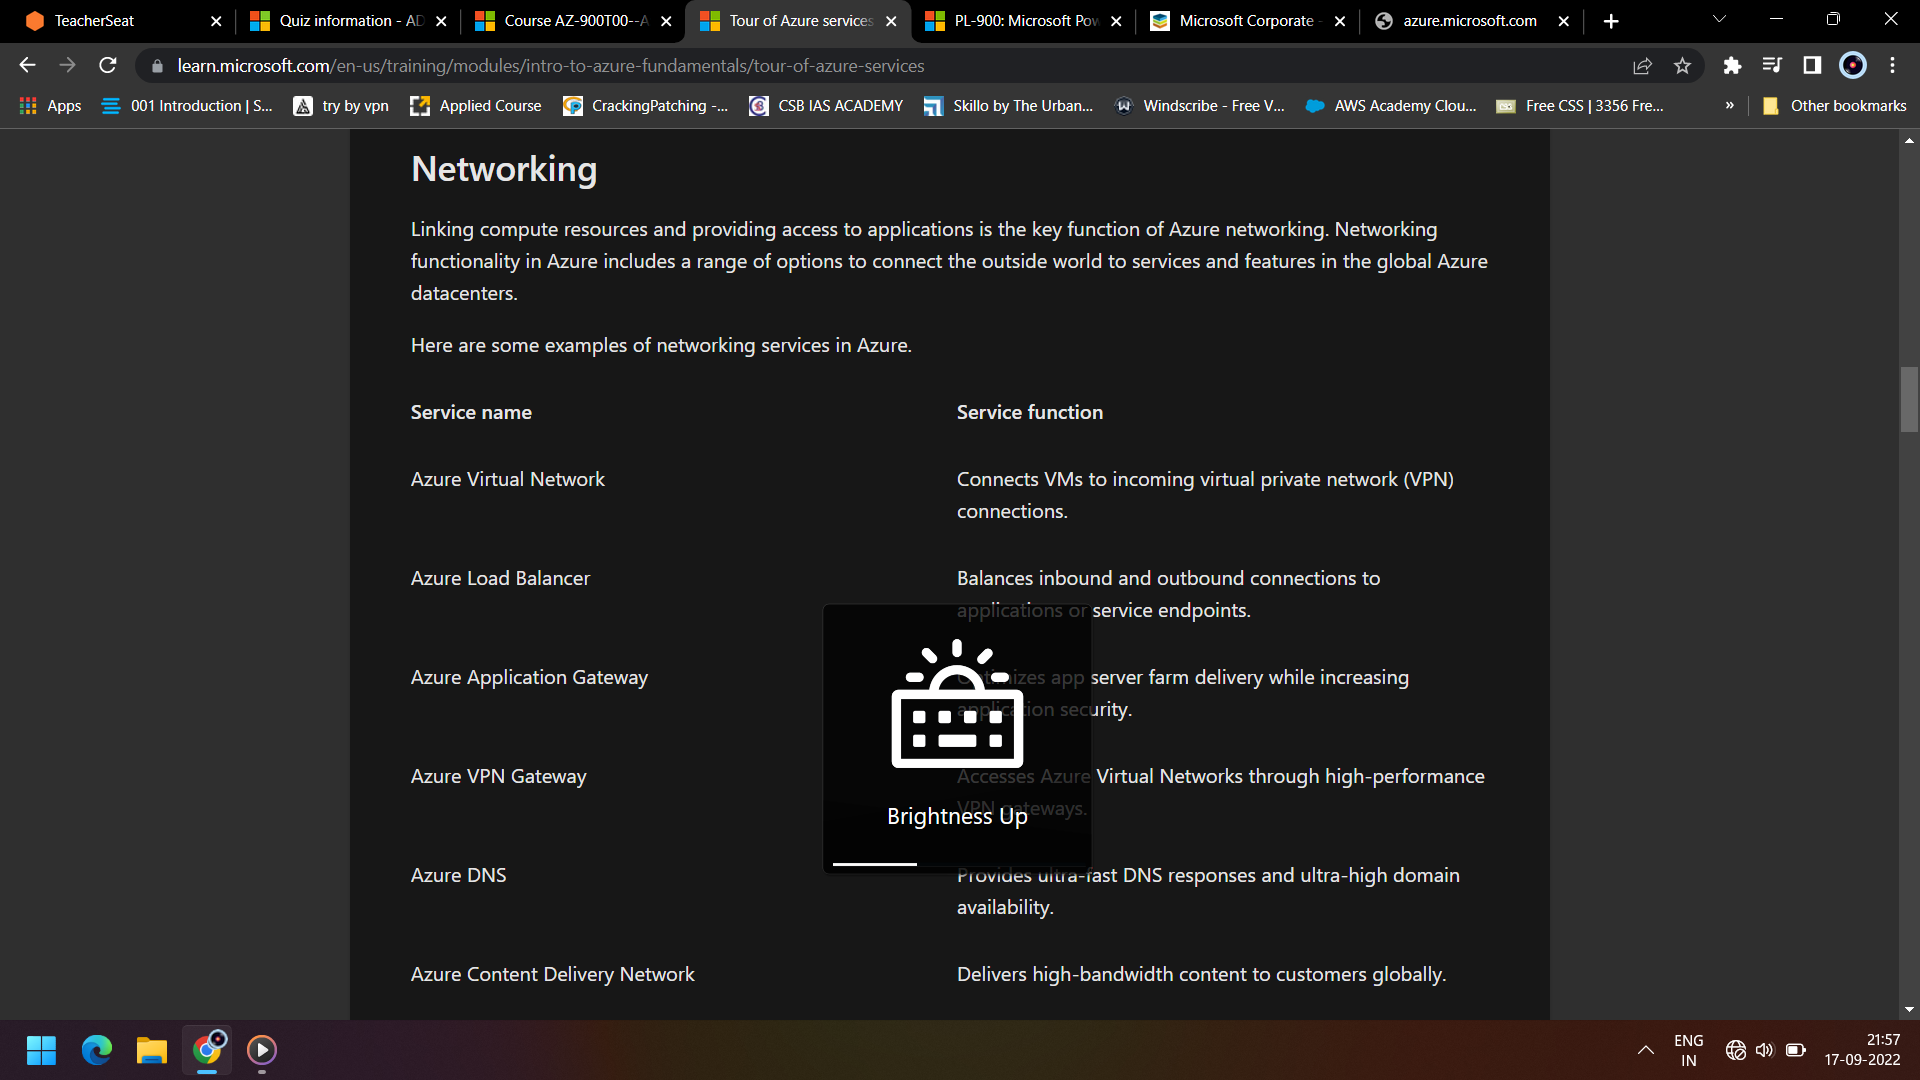 TeacherSeat
Quiz information - AD
Course AZ-900T00--A
Tour of Azure services
PL-900: Microsoft Pow
Microsoft Corporate -
azure.microsoft.com
learn.microsoft.com/en-us/training/modules/intro-to-azure-fundamentals/tour-of-azure-services
Apps
001 Introduction | S...
try by vpn
Applied Course
CrackingPatching -...
CSB IAS ACADEMY
Skillo by The Urban...
Windscribe - Free V...
AWS Academy Clou...
Free CSS | 3356 Fre...
»
Other bookmarks
Networking
Linking compute resources and providing access to applications is the key function of Azure networking. Networking
functionality in Azure includes a range of options to connect the outside world to services and features in the global Azure
datacenters.
Here are some examples of networking services in Azure.
Service name
Service function
Azure Virtual Network
Connects VMs to incoming virtual private network (VPN)
connections.
Azure Load Balancer
Balances inbound and outbound connections to
applications or service endpoints.
Azure Application Gateway
Optimizes app server farm delivery while increasing
application security.
Azure VPN Gateway
Accesses Azure Virtual Networks through high-performance
VPN gateways.
Brightness Up
Azure DNS
Provides ultra-fast DNS responses and ultra-high domain
availability.
Azure Content Delivery Network
Delivers high-bandwidth content to customers globally.
ENG
IN
21:57
17-09-2022